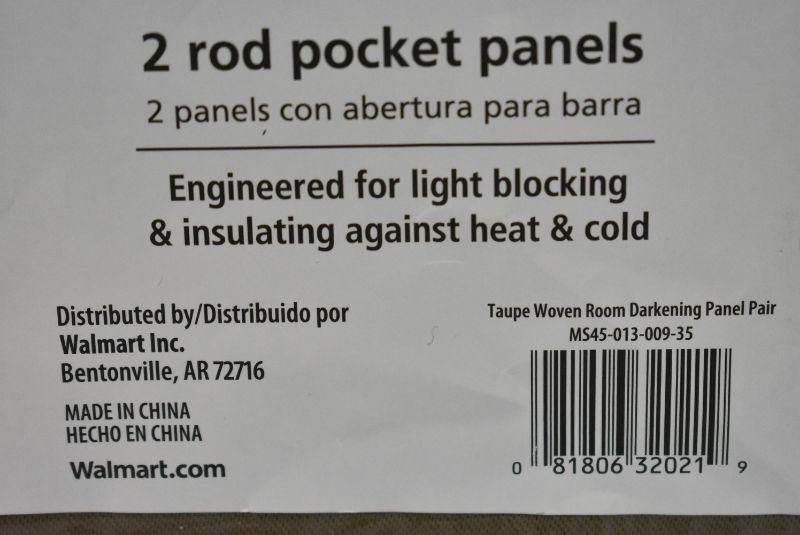 2 rod pocket panels
2 panels con abertura para barra
Engineered for light blocking
& insulating against heat & cold
Distributed by/Distribuido por
Walmart Inc.
Bentonville, AR 72716
MADE IN CHINA
HECHO EN CHINA
Walmart.com
Taupe Woven Room Darkening Panel Pair
MS45-013-009-35
0 81806 32021 9